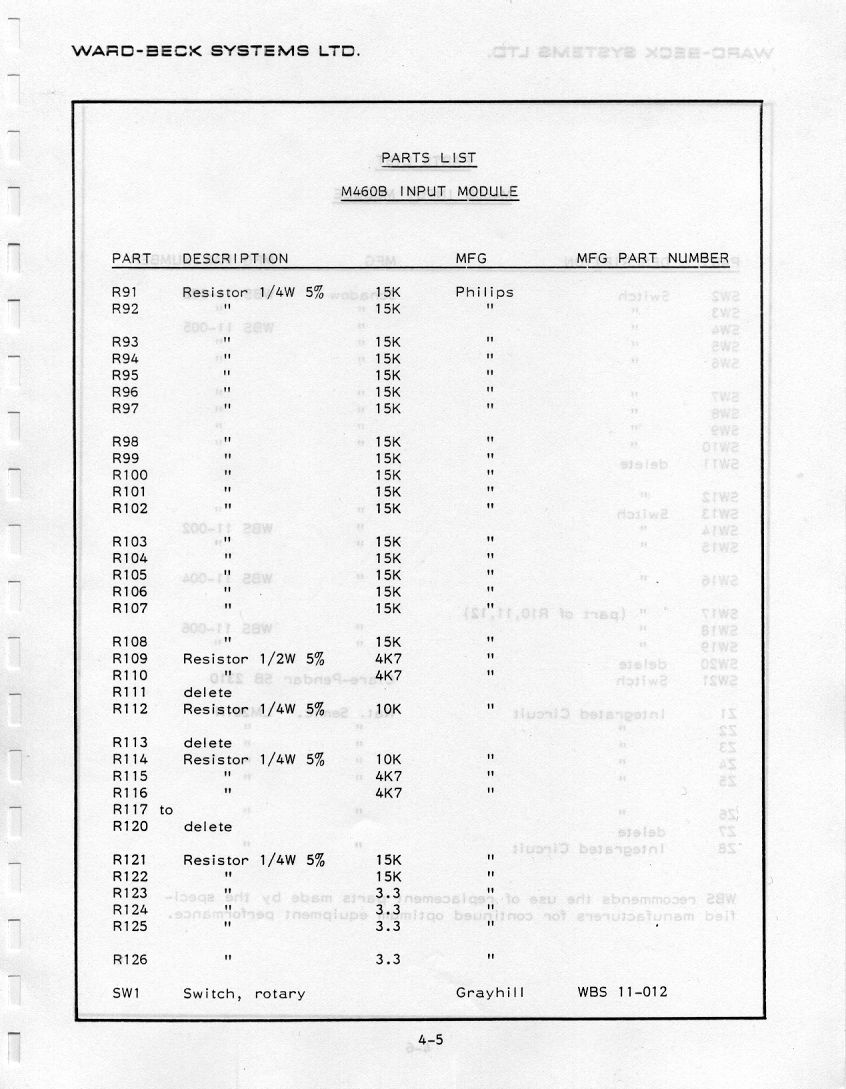 WARD-BECK SYSTEMS LTD.
PARTS LIST
M460B INPUT MODULE
PART DESCRIPTION MFG MFG PART NUMBER
R91 Resistor 1/4W 5% 15K Philips
R92 " 15K "
R93 " 15K "
R94 " 15K "
R95 " 15K "
R96 " 15K "
R97 " 15K "
R98 " 15K "
R99 " 15K "
R100 " 15K "
R101 " 15K "
R102 " 15K "
R103 " 15K "
R104 " 15K "
R105 " 15K "
R106 " 15K "
R107 " 15K "
R108 " 15K "
R109 Resistor 1/2W 5% 4K7 "
R110 " 4K7 "
R111 delete
R112 Resistor 1/4W 5% 10K "
R113 delete
R114 Resistor 1/4W 5% 10K "
R115 " 4K7 "
R116 " 4K7 "
R117 to
R120 delete
R121 Resistor 1/4W 5% 15K "
R122 " 15K "
R123 " 3.3 "
R124 " 3.3 "
R125 " 3.3 "
R126 " 3.3 "
SW1 Switch, rotary Grayhill WBS 11-012
4-5